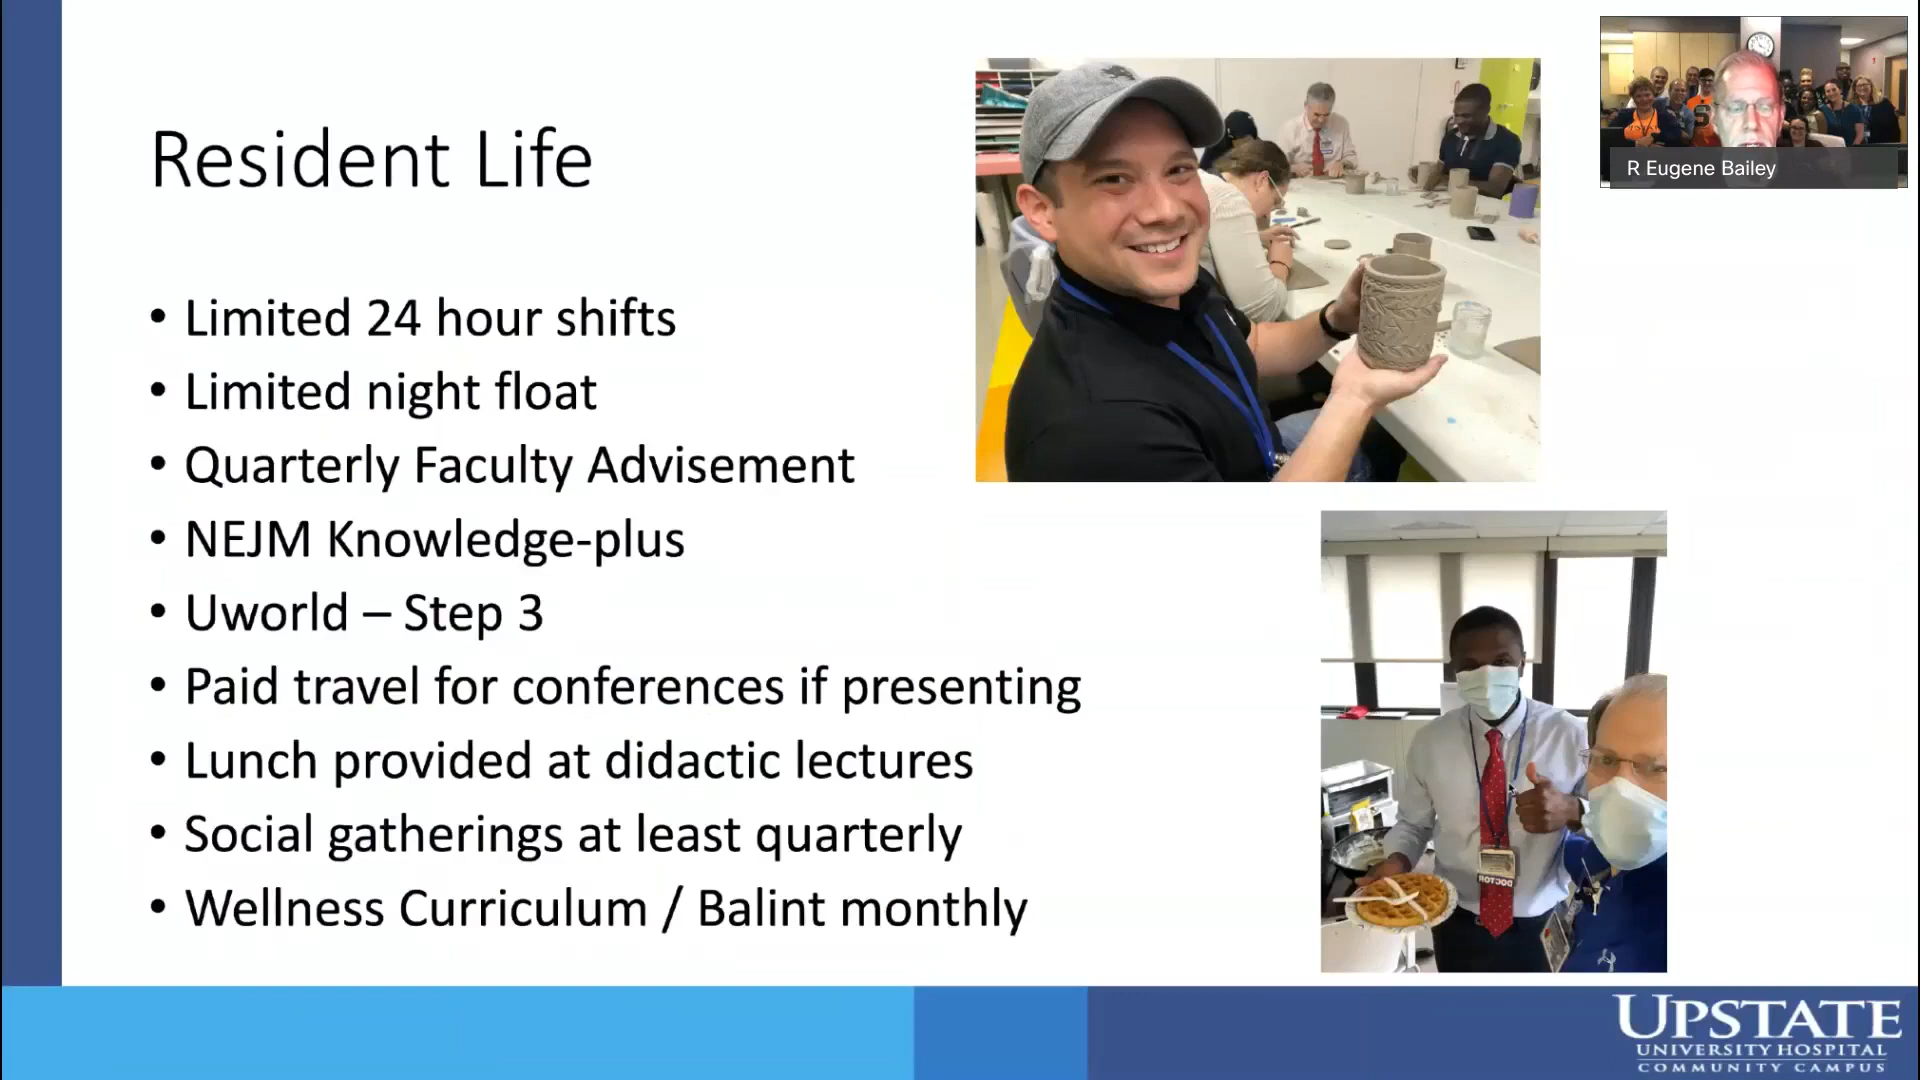 R Eugene Bailey
Resident Life
• Limited 24 hour shifts
• Limited night float
• Quarterly Faculty Advisement
• NEJM Knowledge-plus
• Uworld – Step 3
• Paid travel for conferences if presenting
• Lunch provided at didactic lectures
• Social gatherings at least quarterly
• Wellness Curriculum / Balint monthly
DOCTOR
UPSTATE
UNIVERSITY HOSPITAL
COMMUNITY CAMPUS